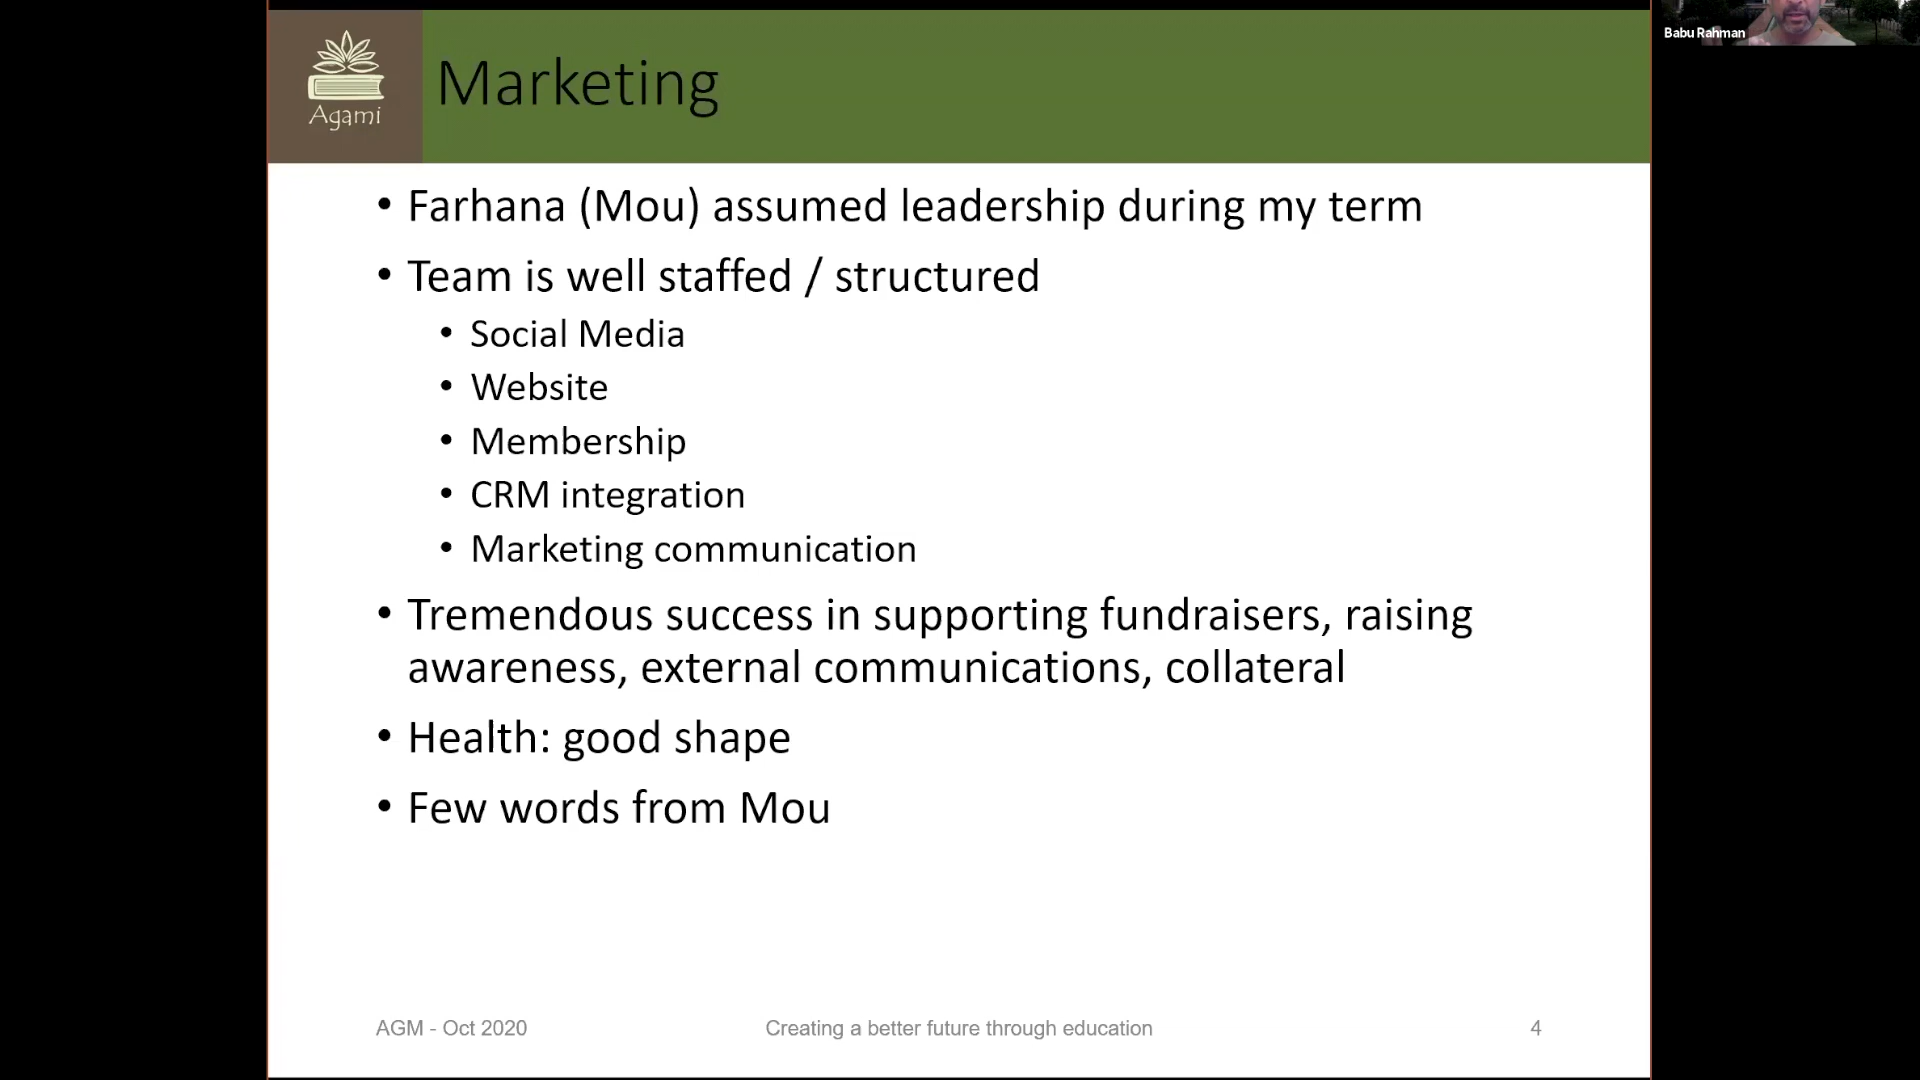 Agami
Marketing
Babu Rahman
• Farhana (Mou) assumed leadership during my term
• Team is well staffed / structured
• Social Media
• Website
• Membership
• CRM integration
• Marketing communication
• Tremendous success in supporting fundraisers, raising
awareness, external communications, collateral
• Health: good shape
• Few words from Mou
AGM - Oct 2020
Creating a better future through education
4